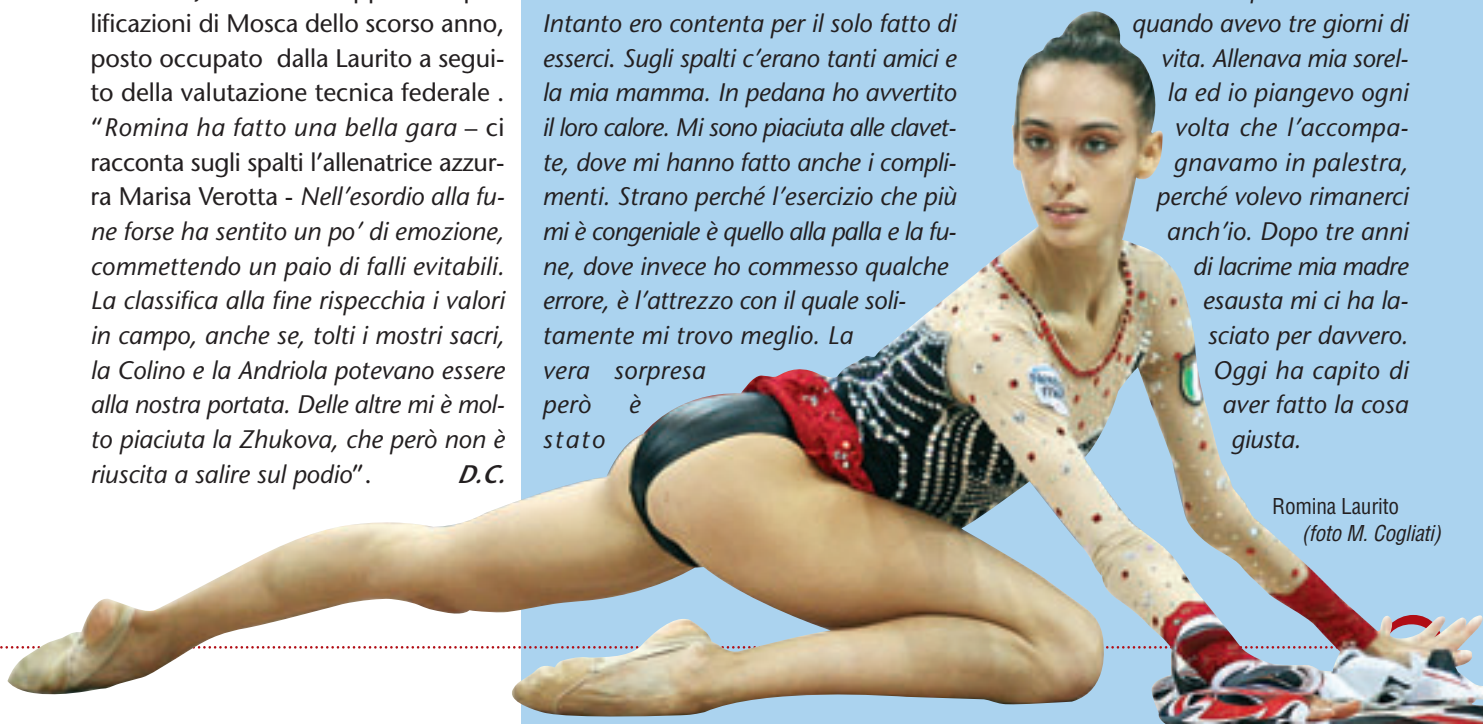 lificazioni di Mosca dello scorso anno,
posto occupato dalla Laurito a segui-
to della valutazione tecnica federale .
“Romina ha fatto una bella gara – ci
racconta sugli spalti l’allenatrice azzur-
ra Marisa Verotta - Nell’esordio alla fu-
ne forse ha sentito un po’ di emozione,
commettendo un paio di falli evitabili.
La classifica alla fine rispecchia i valori
in campo, anche se, tolti i mostri sacri,
la Colino e la Andriola potevano essere
alla nostra portata. Delle altre mi è mol-
to piaciuta la Zhukova, che però non è
riuscita a salire sul podio”. D.C.
Intanto ero contenta per il solo fatto di
esserci. Sugli spalti c’erano tanti amici e
la mia mamma. In pedana ho avvertito
il loro calore. Mi sono piaciuta alle clavet-
te, dove mi hanno fatto anche i compli-
menti. Strano perché l’esercizio che più
mi è congeniale è quello alla palla e la fu-
ne, dove invece ho commesso qualche
errore, è l’attrezzo con il quale soli-
tamente mi trovo meglio. La
vera sorpresa
però è
stato
quando avevo tre giorni di
vita. Allenava mia sorel-
la ed io piangevo ogni
volta che l’accompa-
gnavamo in palestra,
perché volevo rimanerci
anch’io. Dopo tre anni
di lacrime mia madre
esausta mi ci ha la-
sciato per davvero.
Oggi ha capito di
aver fatto la cosa
giusta.
Romina Laurito
(foto M. Cogliati)